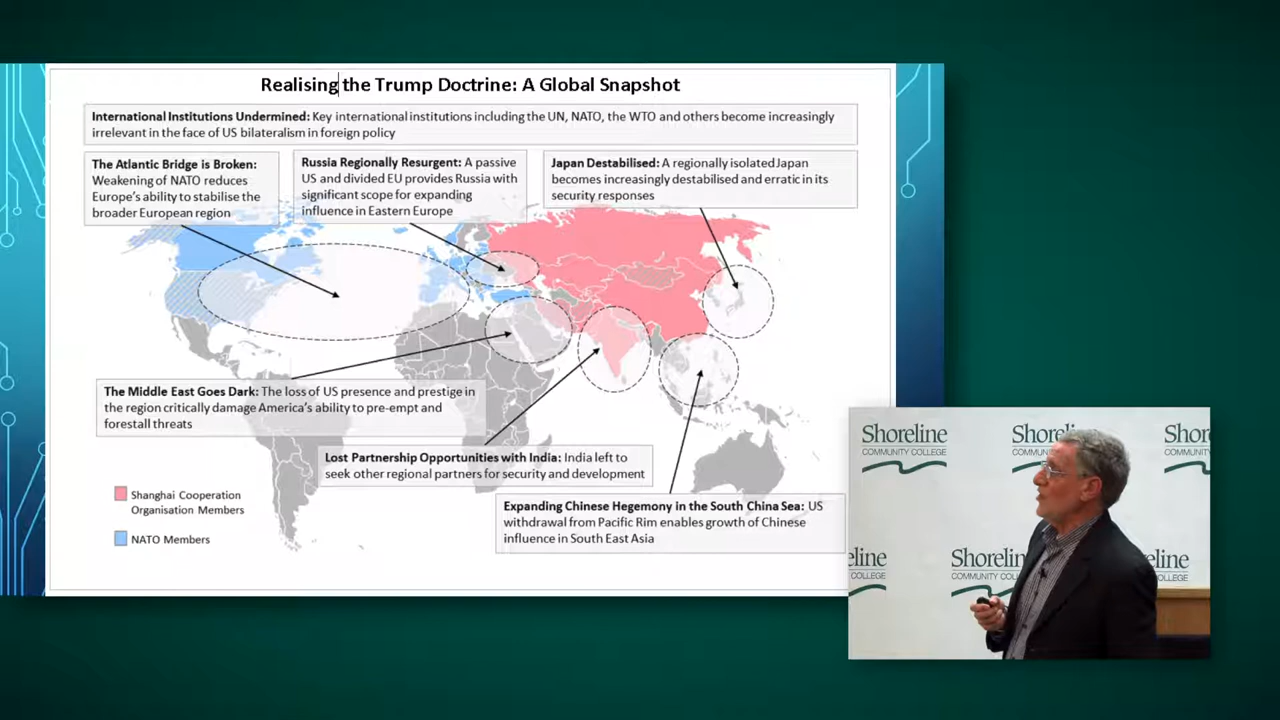 Realising the Trump Doctrine: A Global Snapshot
International Institutions Undermined: Key international institutions including the UN, NATO, the WTO and others become increasingly
irrelevant in the face of US bilateralism in foreign policy
The Atlantic Bridge is Broken:
Weakening of NATO reduces
Europe's ability to stabilise the
broader European region
Russia Regionally Resurgent: A passive
US and divided EU provides Russia with
significant scope for expanding
influence in Eastern Europe
Japan Destabilised: A regionally isolated Japan
becomes increasingly destabilised and erratic in its
security responses
The Middle East Goes Dark: The loss of US presence and prestige in
the region critically damage America's ability to pre-empt and
forestall threats
Lost Partnership Opportunities with India: India left to
seek other regional partners for security and development
Expanding Chinese Hegemony in the South China Sea: US
withdrawal from Pacific Rim enables growth of Chinese
influence in South East Asia
Shanghai Cooperation
Organisation Members
NATO Members
Shoreline
COMMUNITY COLLEGE
Shoreline
COMMUNITY
Shor
COMMUN
eline
COLLEGE
Shoreline
COMMUNITY COL
eline
COLLEGE